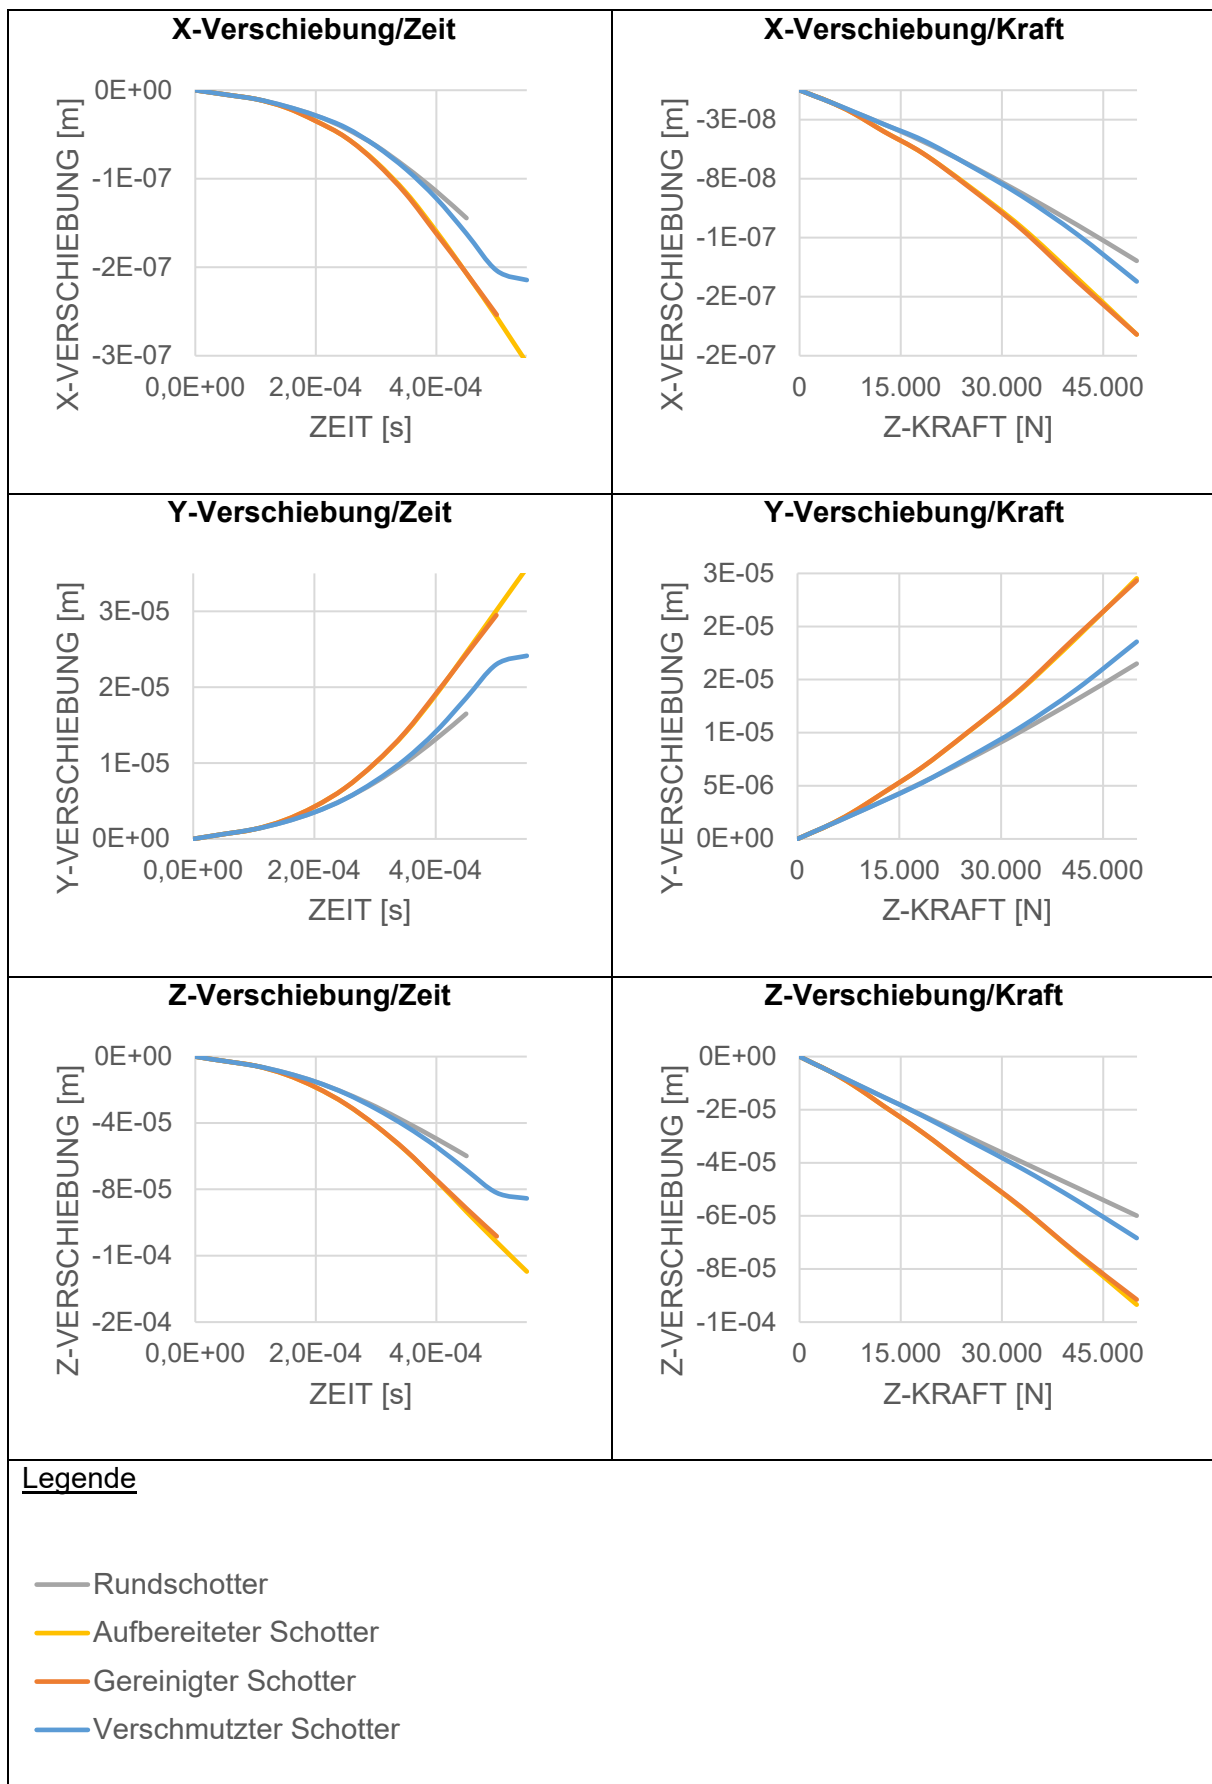 X-Verschiebung/Zeit
X-VERSCHIEBUNG [m]
0E+00
-1E-07
-2E-07
-3E-07
0,0E+00 2,0E-04 4,0E-04
ZEIT [s]
X-Verschiebung/Kraft
X-VERSCHIEBUNG [m]
-3E-08
-8E-08
-1E-07
-2E-07
-2E-07
0 15.000 30.000 45.000
Z-KRAFT [N]
Y-Verschiebung/Zeit
Y-VERSCHIEBUNG [m]
3E-05
2E-05
1E-05
0E+00
0,0E+00 2,0E-04 4,0E-04
ZEIT [s]
Y-Verschiebung/Kraft
Y-VERSCHIEBUNG [m]
3E-05
2E-05
2E-05
1E-05
5E-06
0E+00
0 15.000 30.000 45.000
Z-KRAFT [N]
Z-Verschiebung/Zeit
Z-VERSCHIEBUNG [m]
0E+00
-4E-05
-8E-05
-1E-04
-2E-04
0,0E+00 2,0E-04 4,0E-04
ZEIT [s]
Z-Verschiebung/Kraft
Z-VERSCHIEBUNG [m]
0E+00
-2E-05
-4E-05
-6E-05
-8E-05
-1E-04
0 15.000 30.000 45.000
Z-KRAFT [N]
Legende
Rundschotter
Aufbereiteter Schotter
Gereinigter Schotter
Verschmutzter Schotter